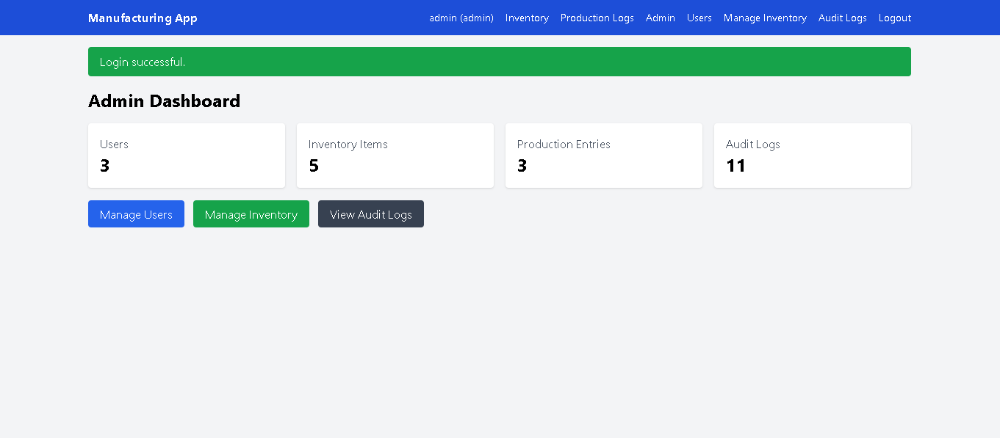 Manufacturing App admin (admin) Inventory Production Logs Admin Users Manage Inventory Audit Logs Logout
Login successful.
Admin Dashboard
Users Inventory Items Production Entries Audit Logs
3 5 3 11
Manage Users Manage Inventory View Audit Logs